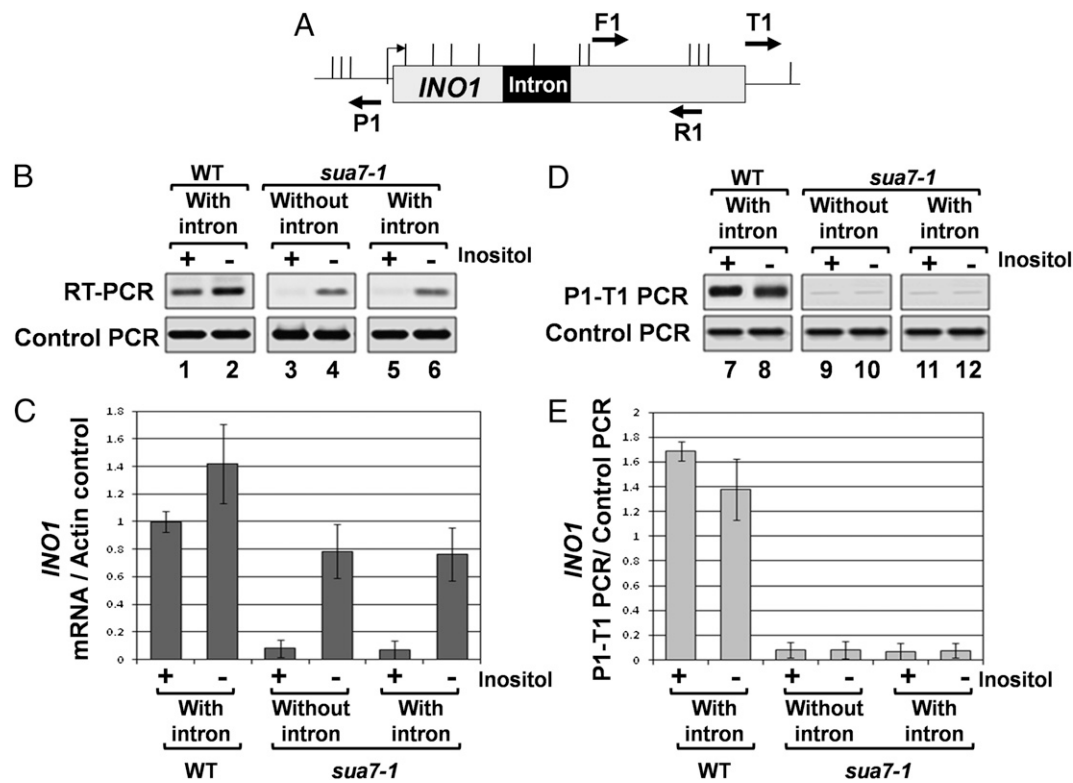 A
F1
T1
INO1
Intron
P1
R1
B
WT
sua7-1
With intron
Without intron
With intron
+ - + - + - Inositol
RT-PCR
Control PCR
1 2 3 4 5 6
D
WT
sua7-1
With intron
Without intron
With intron
+ - + - + - Inositol
P1-T1 PCR
Control PCR
7 8 9 10 11 12
C
INO1
mRNA / Actin control
1.8
1.6
1.4
1.2
1
0.8
0.6
0.4
0.2
0
+ - + - + - Inositol
With intron
Without intron
With intron
WT
sua7-1
E
INO1
P1-T1 PCR/ Control PCR
2
1.8
1.6
1.4
1.2
1
0.8
0.6
0.4
0.2
0
+ - + - + - Inositol
With intron
Without intron
With intron
WT
sua7-1